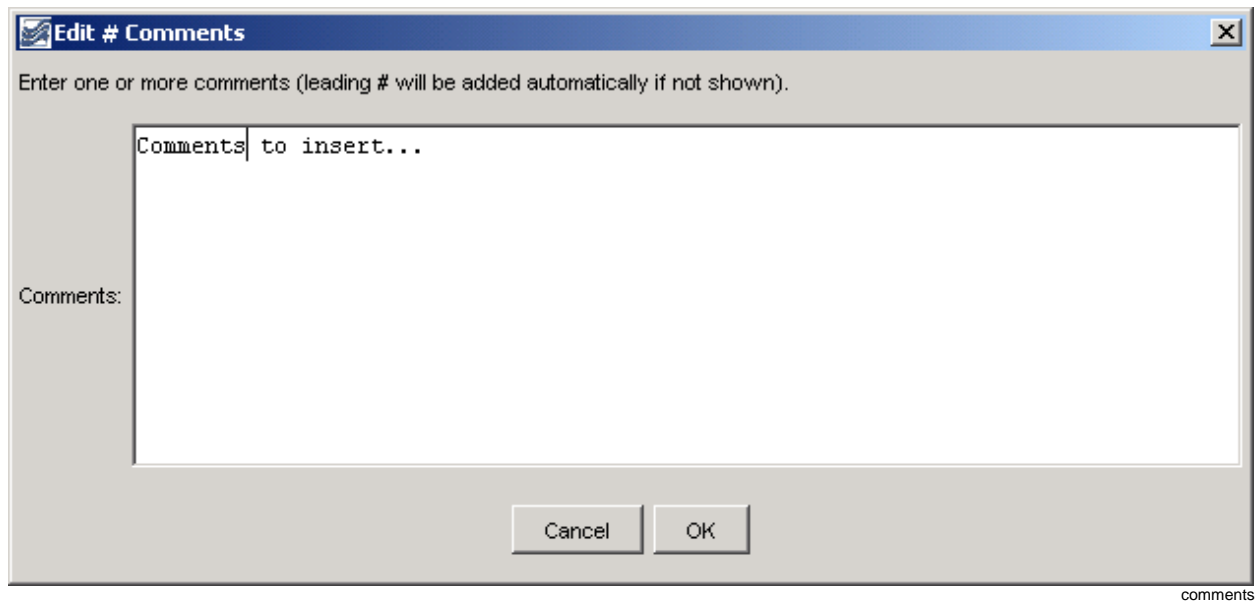 Edit # Comments
Enter one or more comments (leading # will be added automatically if not shown).
Comments to insert...
Comments:
Cancel OK
comments